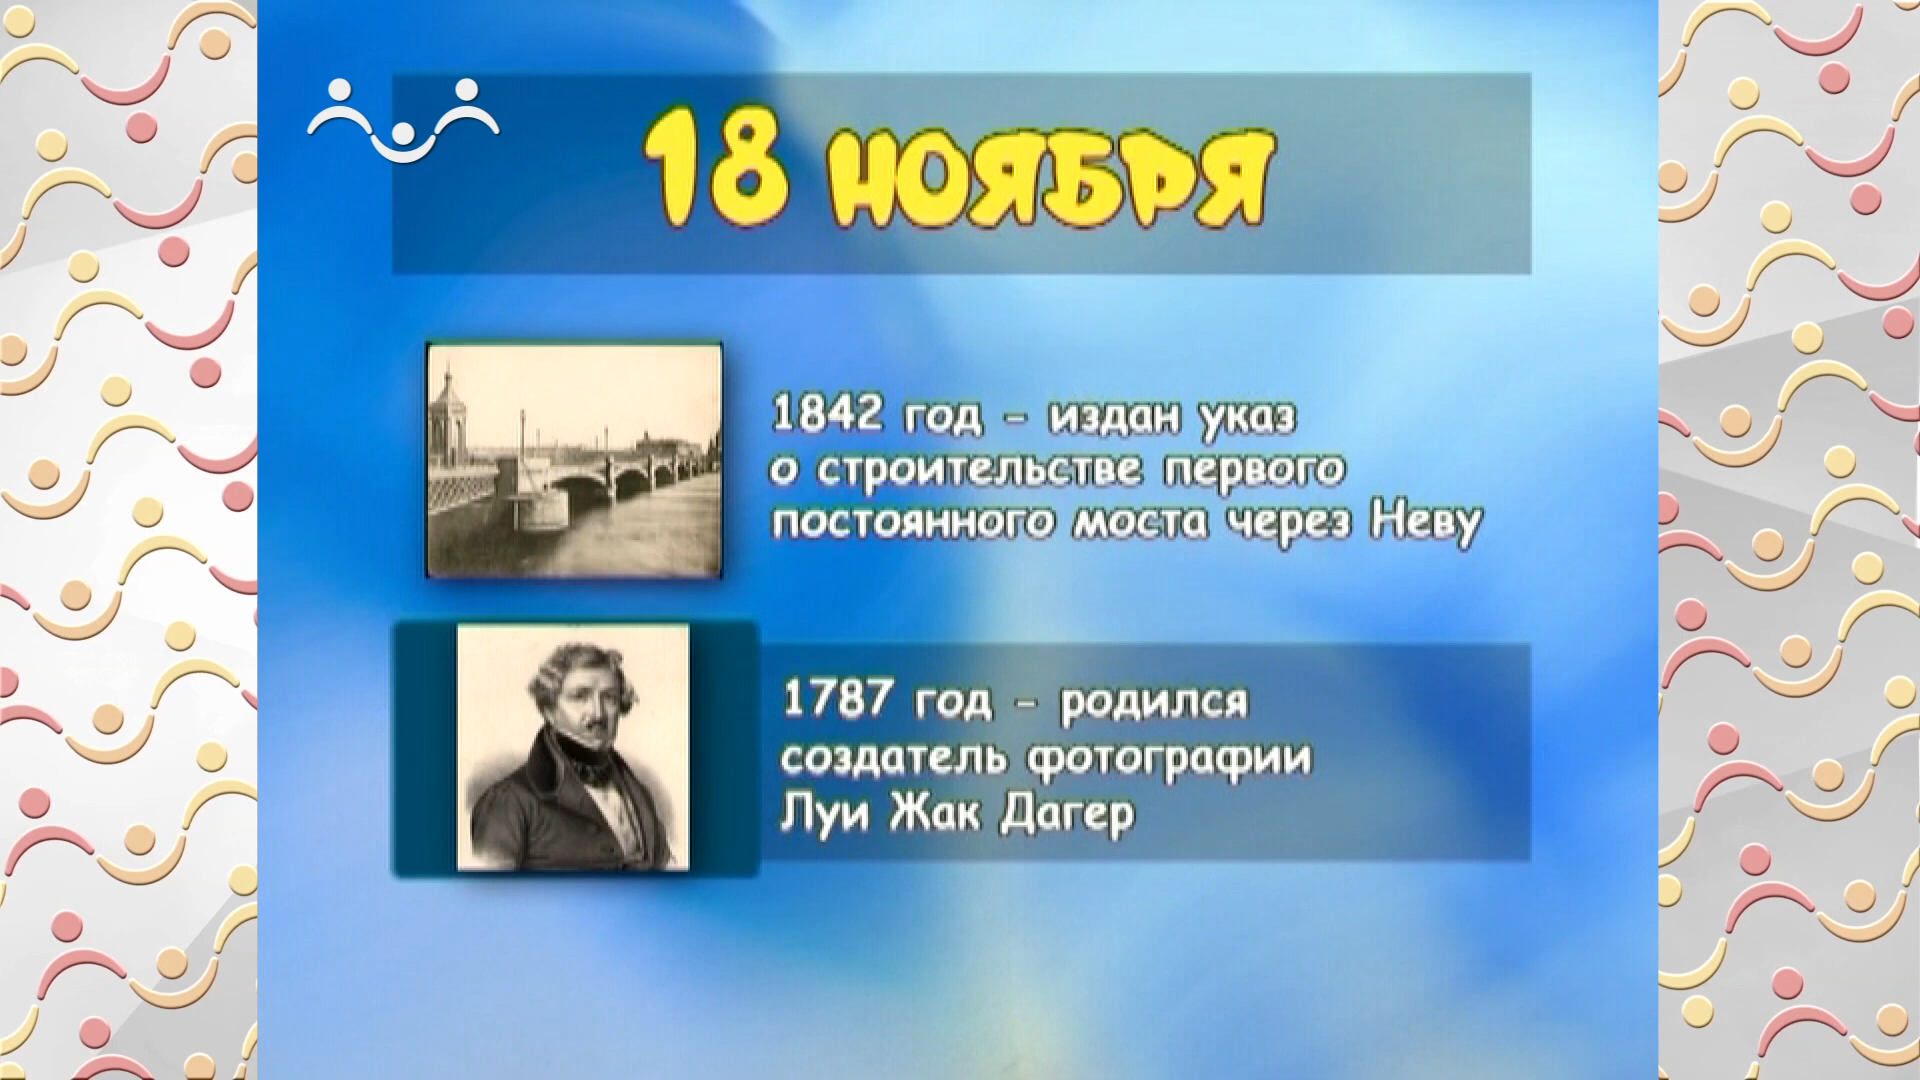 18 НОЯБРЯ
1842 год – издан указ
о строительстве первого
постоянного моста через Неву
1787 год – родился
создатель фотографии
Луи Жак Дагер